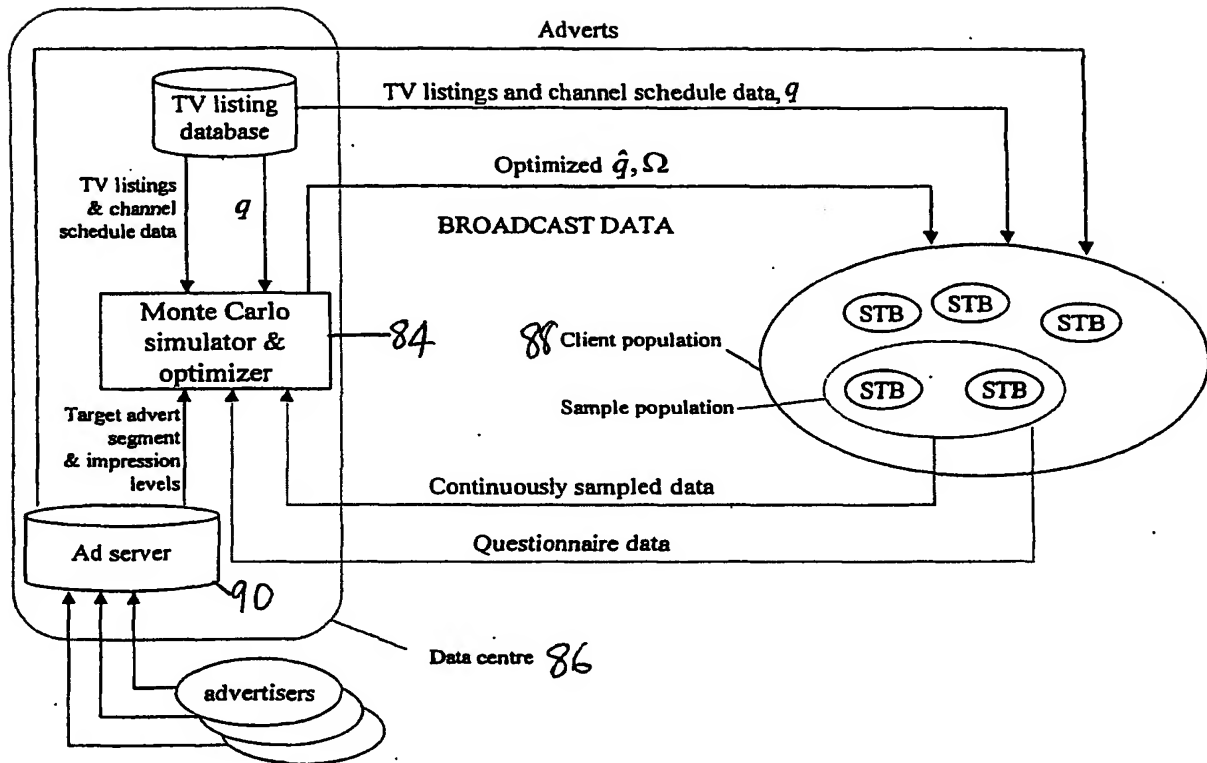 Adverts
TV listing
database
TV listings and channel schedule data, q
TV listings
& channel
schedule data
q
Optimized q̂, Ω
BROADCAST DATA
Monte Carlo
simulator &
optimizer
84
88 Client population
STB
STB
STB
STB
STB
Sample population
Target advert
segment
& impression
levels
Continuously sampled data
Ad server
Questionnaire data
90
Data centre 86
advertisers